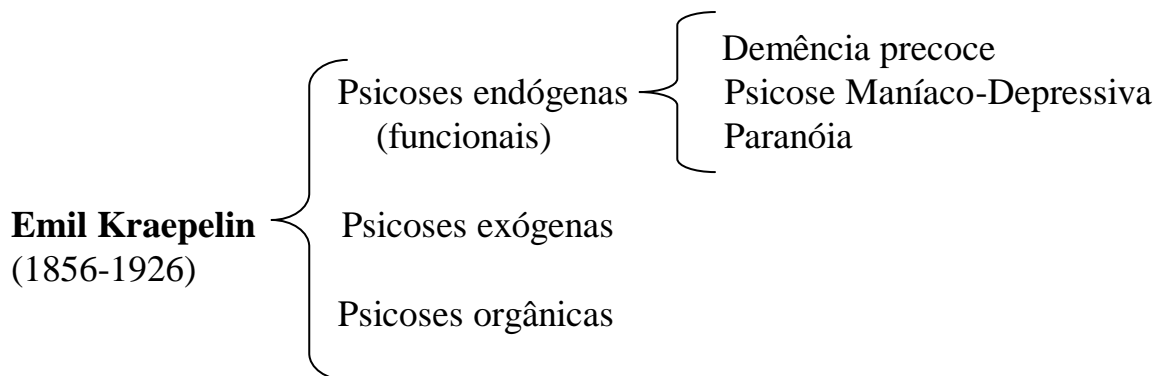 Demência precoce
Psicoses endógenas
Psicose Maníaco-Depressiva
(funcionais)
Paranóia
Emil Kraepelin
Psicoses exógenas
(1856-1926)
Psicoses orgânicas